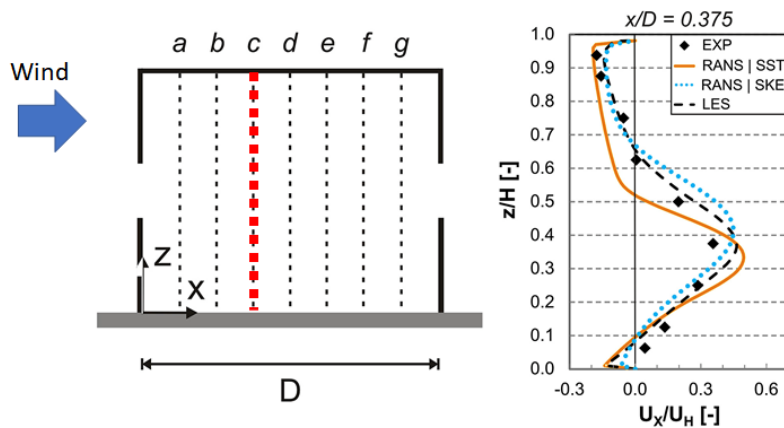 a b c d e f g
Wind
Z
X
D
x/D = 0.375
EXP
RANS | SST
RANS | SKE
LES
1.0
0.9
0.8
0.7
0.6
0.5
0.4
0.3
0.2
0.1
0.0
z/H [-]
-0.3 0.0 0.3 0.6
Ux/UH [-]